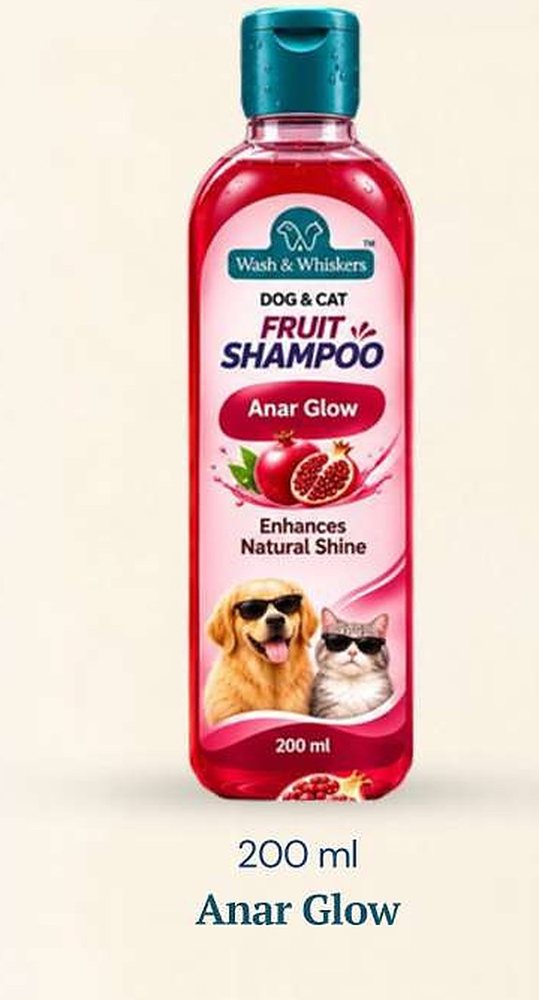 Wash & Whiskers
TM
DOG & CAT
FRUIT
SHAMPOO
Anar Glow
Enhances
Natural Shine
200 ml
200 ml
Anar Glow